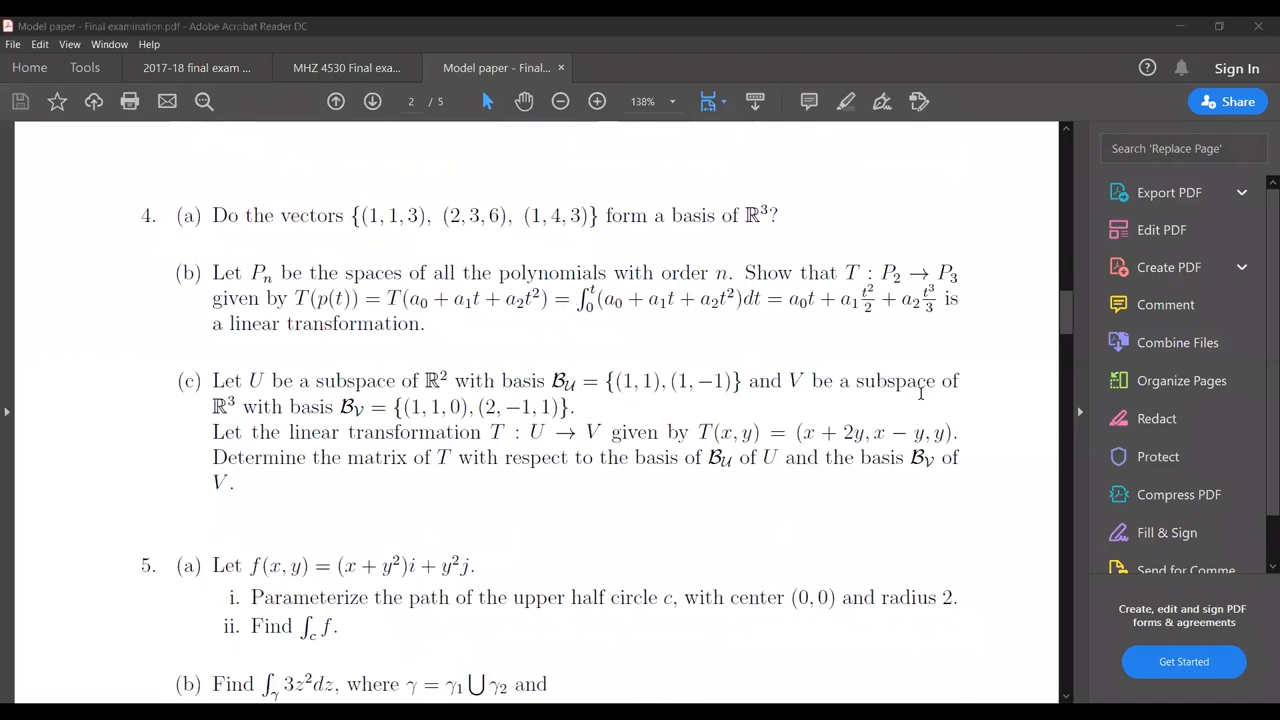 Model paper - Final examination.pdf - Adobe Acrobat Reader DC
File Edit View Window Help
Home Tools 2017-18 final exam ... MHZ 4530 Final exa... Model paper - Final... × Sign In
2 / 5 138% Share
Search 'Replace Page'
Export PDF
Edit PDF
Create PDF
Comment
Combine Files
Organize Pages
Redact
Protect
Compress PDF
Fill & Sign
Send for Comme
Create, edit and sign PDF
forms & agreements
Get Started
4. (a) Do the vectors {(1, 1, 3), (2, 3, 6), (1, 4, 3)} form a basis of ℝ³?
(b) Let Pₙ be the spaces of all the polynomials with order n. Show that T : P₂ → P₃
given by T(p(t)) = T(a₀ + a₁t + a₂t²) = ∫₀ᵗ(a₀ + a₁t + a₂t²)dt = a₀t + a₁t²/2 + a₂t³/3 is
a linear transformation.
(c) Let U be a subspace of ℝ² with basis 𝓑_𝓤 = {(1, 1), (1, −1)} and V be a subspace of
ℝ³ with basis 𝓑_𝓥 = {(1, 1, 0), (2, −1, 1)}.
Let the linear transformation T : U → V given by T(x, y) = (x + 2y, x − y, y).
Determine the matrix of T with respect to the basis of 𝓑_𝓤 of U and the basis 𝓑_𝓥 of
V.
5. (a) Let f(x, y) = (x + y²)i + y²j.
i. Parameterize the path of the upper half circle c, with center (0, 0) and radius 2.
ii. Find ∫_c f.
(b) Find ∫_γ 3z²dz, where γ = γ₁ ⋃ γ₂ and